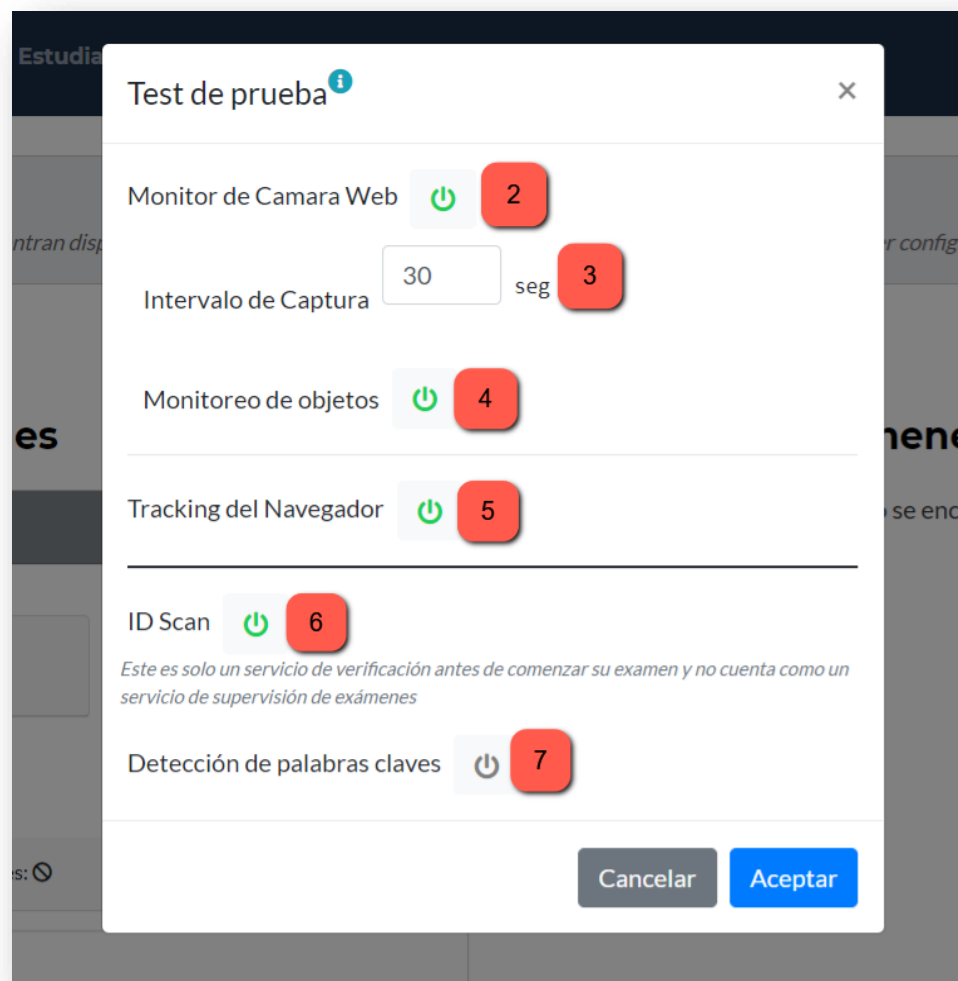 Estudia
Test de prueba
Monitor de Camara Web 2
ntran disp
r config
Intervalo de Captura 30 seg 3
Monitoreo de objetos 4
es
nene
Tracking del Navegador 5
se enc
ID Scan 6
Este es solo un servicio de verificación antes de comenzar su examen y no cuenta como un
servicio de supervisión de exámenes
Detección de palabras claves 7
s:
Cancelar Aceptar